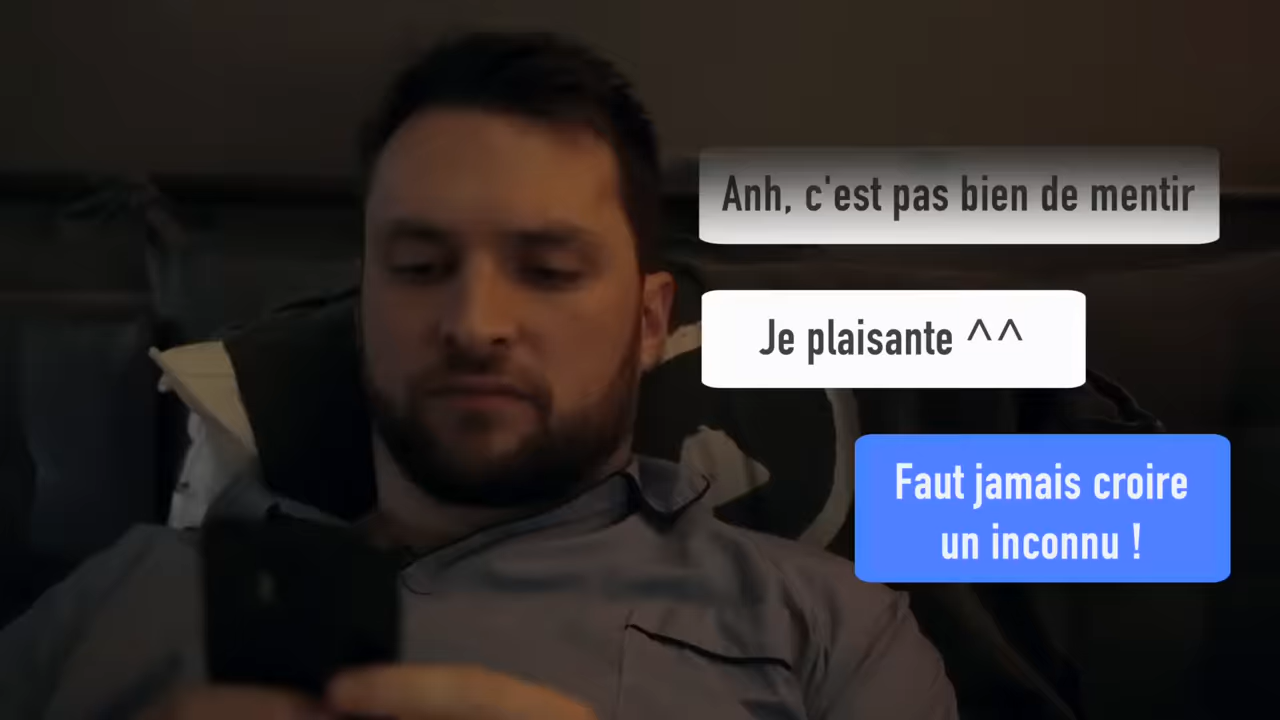 Anh, c'est pas bien de mentir
Je plaisante ^^
Faut jamais croire
un inconnu !